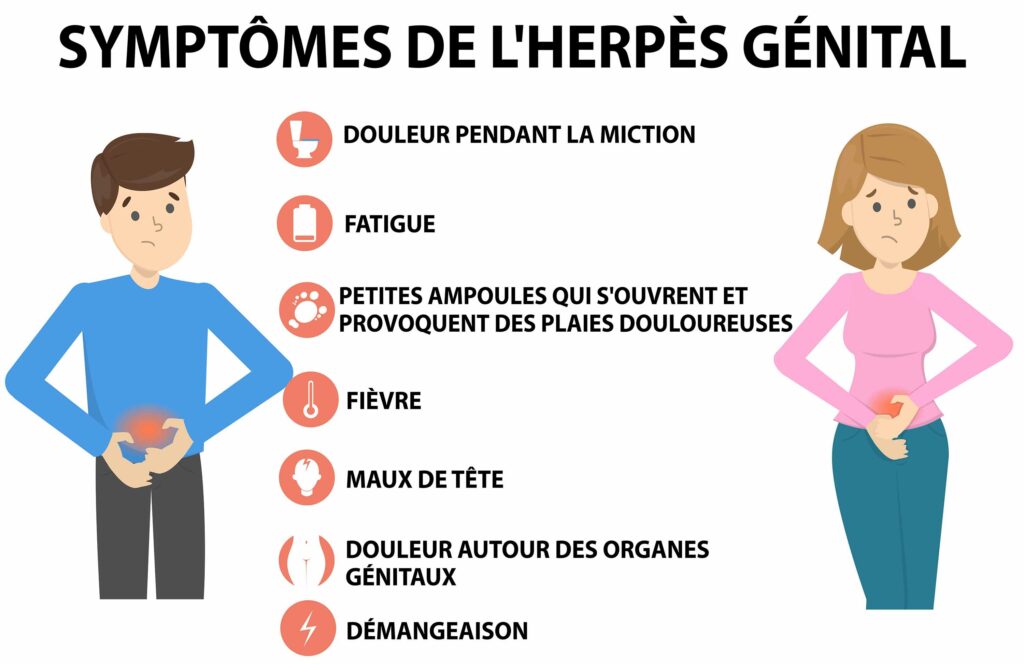 SYMPTÔMES DE L'HERPÈS GÉNITAL
DOULEUR PENDANT LA MICTION
FATIGUE
PETITES AMPOULES QUI S'OUVRENT ET
PROVOQUENT DES PLAIES DOULOUREUSES
FIÈVRE
MAUX DE TÊTE
DOULEUR AUTOUR DES ORGANES
GÉNITAUX
DÉMANGEAISON